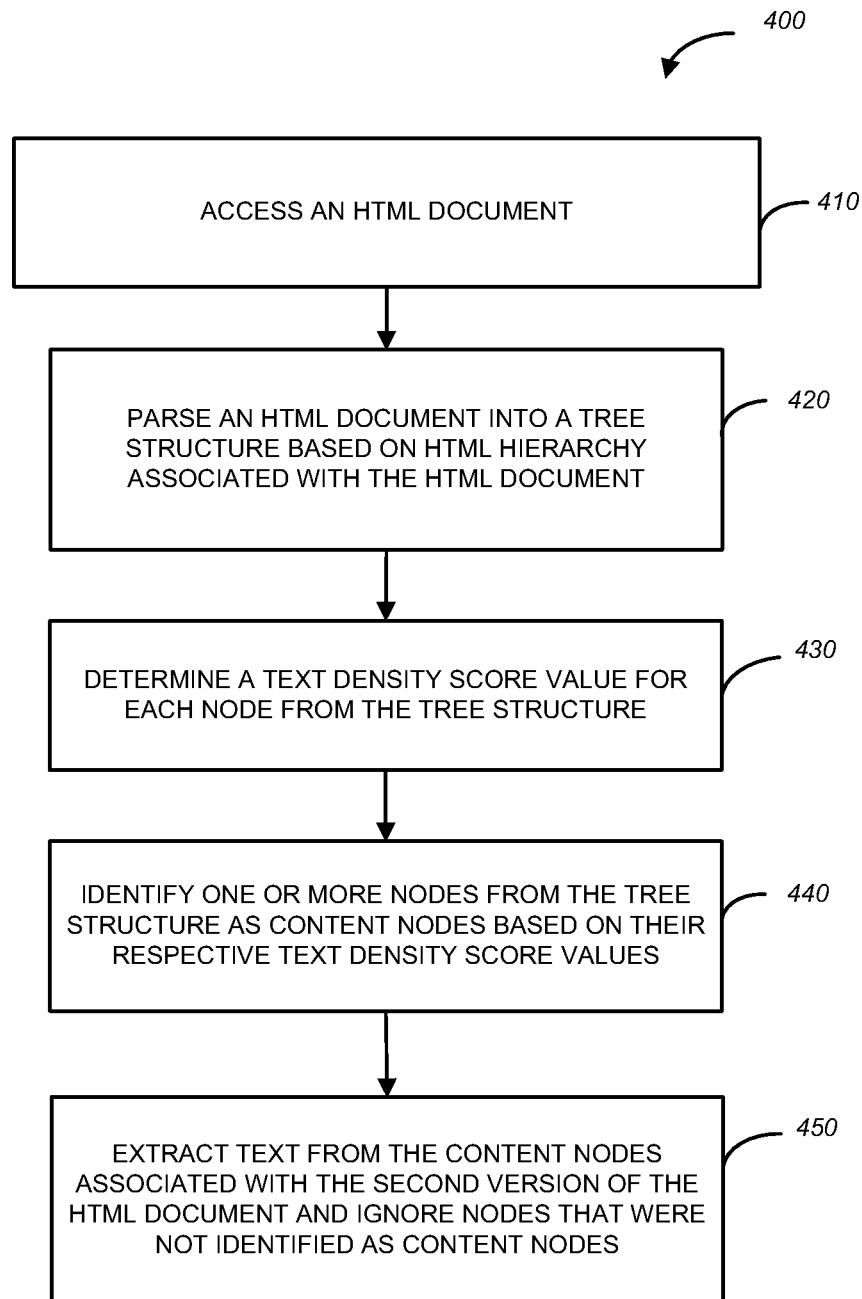 400
ACCESS AN HTML DOCUMENT
410
PARSE AN HTML DOCUMENT INTO A TREE
STRUCTURE BASED ON HTML HIERARCHY
ASSOCIATED WITH THE HTML DOCUMENT
420
DETERMINE A TEXT DENSITY SCORE VALUE FOR
EACH NODE FROM THE TREE STRUCTURE
430
IDENTIFY ONE OR MORE NODES FROM THE TREE
STRUCTURE AS CONTENT NODES BASED ON THEIR
RESPECTIVE TEXT DENSITY SCORE VALUES
440
EXTRACT TEXT FROM THE CONTENT NODES
ASSOCIATED WITH THE SECOND VERSION OF THE
HTML DOCUMENT AND IGNORE NODES THAT WERE
NOT IDENTIFIED AS CONTENT NODES
450